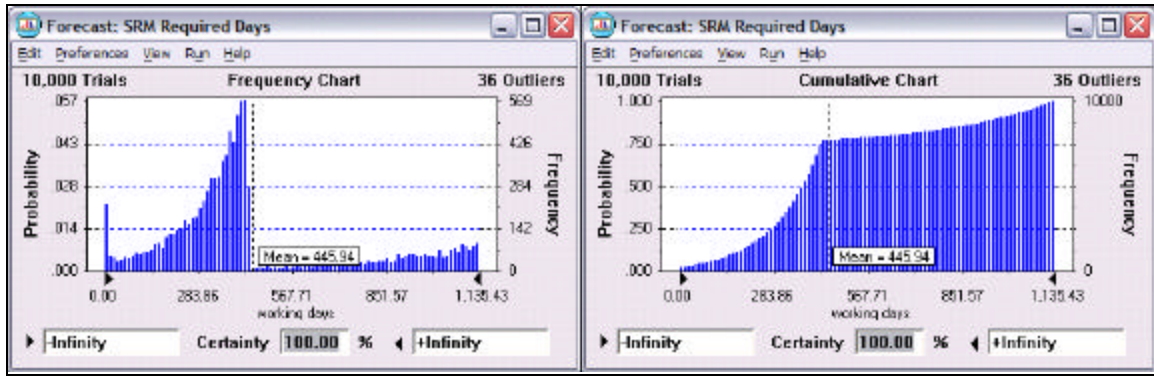 Forecast: SRM Required Days
Edit Preferences View Run Help
10,000 Trials Frequency Chart 36 Outliers
.057 569
.043 426
.028 284
.014 142
.000 0
Probability
Frequency
Mean = 445.94
0.00 283.86 567.71 851.57 1,135.43
working days
-Infinity Certainty 100.00 % +Infinity
Forecast: SRM Required Days
Edit Preferences View Run Help
10,000 Trials Cumulative Chart 36 Outliers
1.000 10000
.750
.500
.250
.000 0
Probability
Frequency
Mean = 445.94
0.00 283.86 567.71 851.57 1,135.43
working days
-Infinity Certainty 100.00 % +Infinity